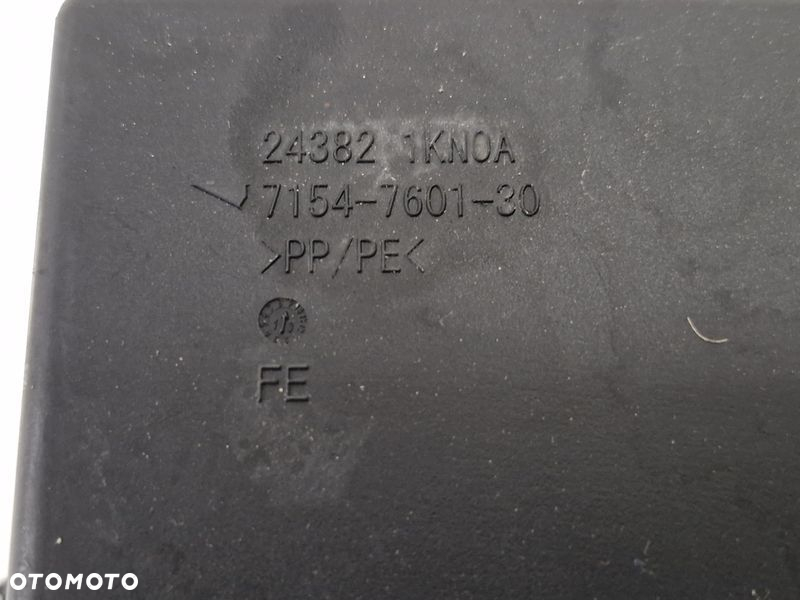 24382 1KN0A
7154-7601-30
>PP/PE<
FE
OTOMOTO